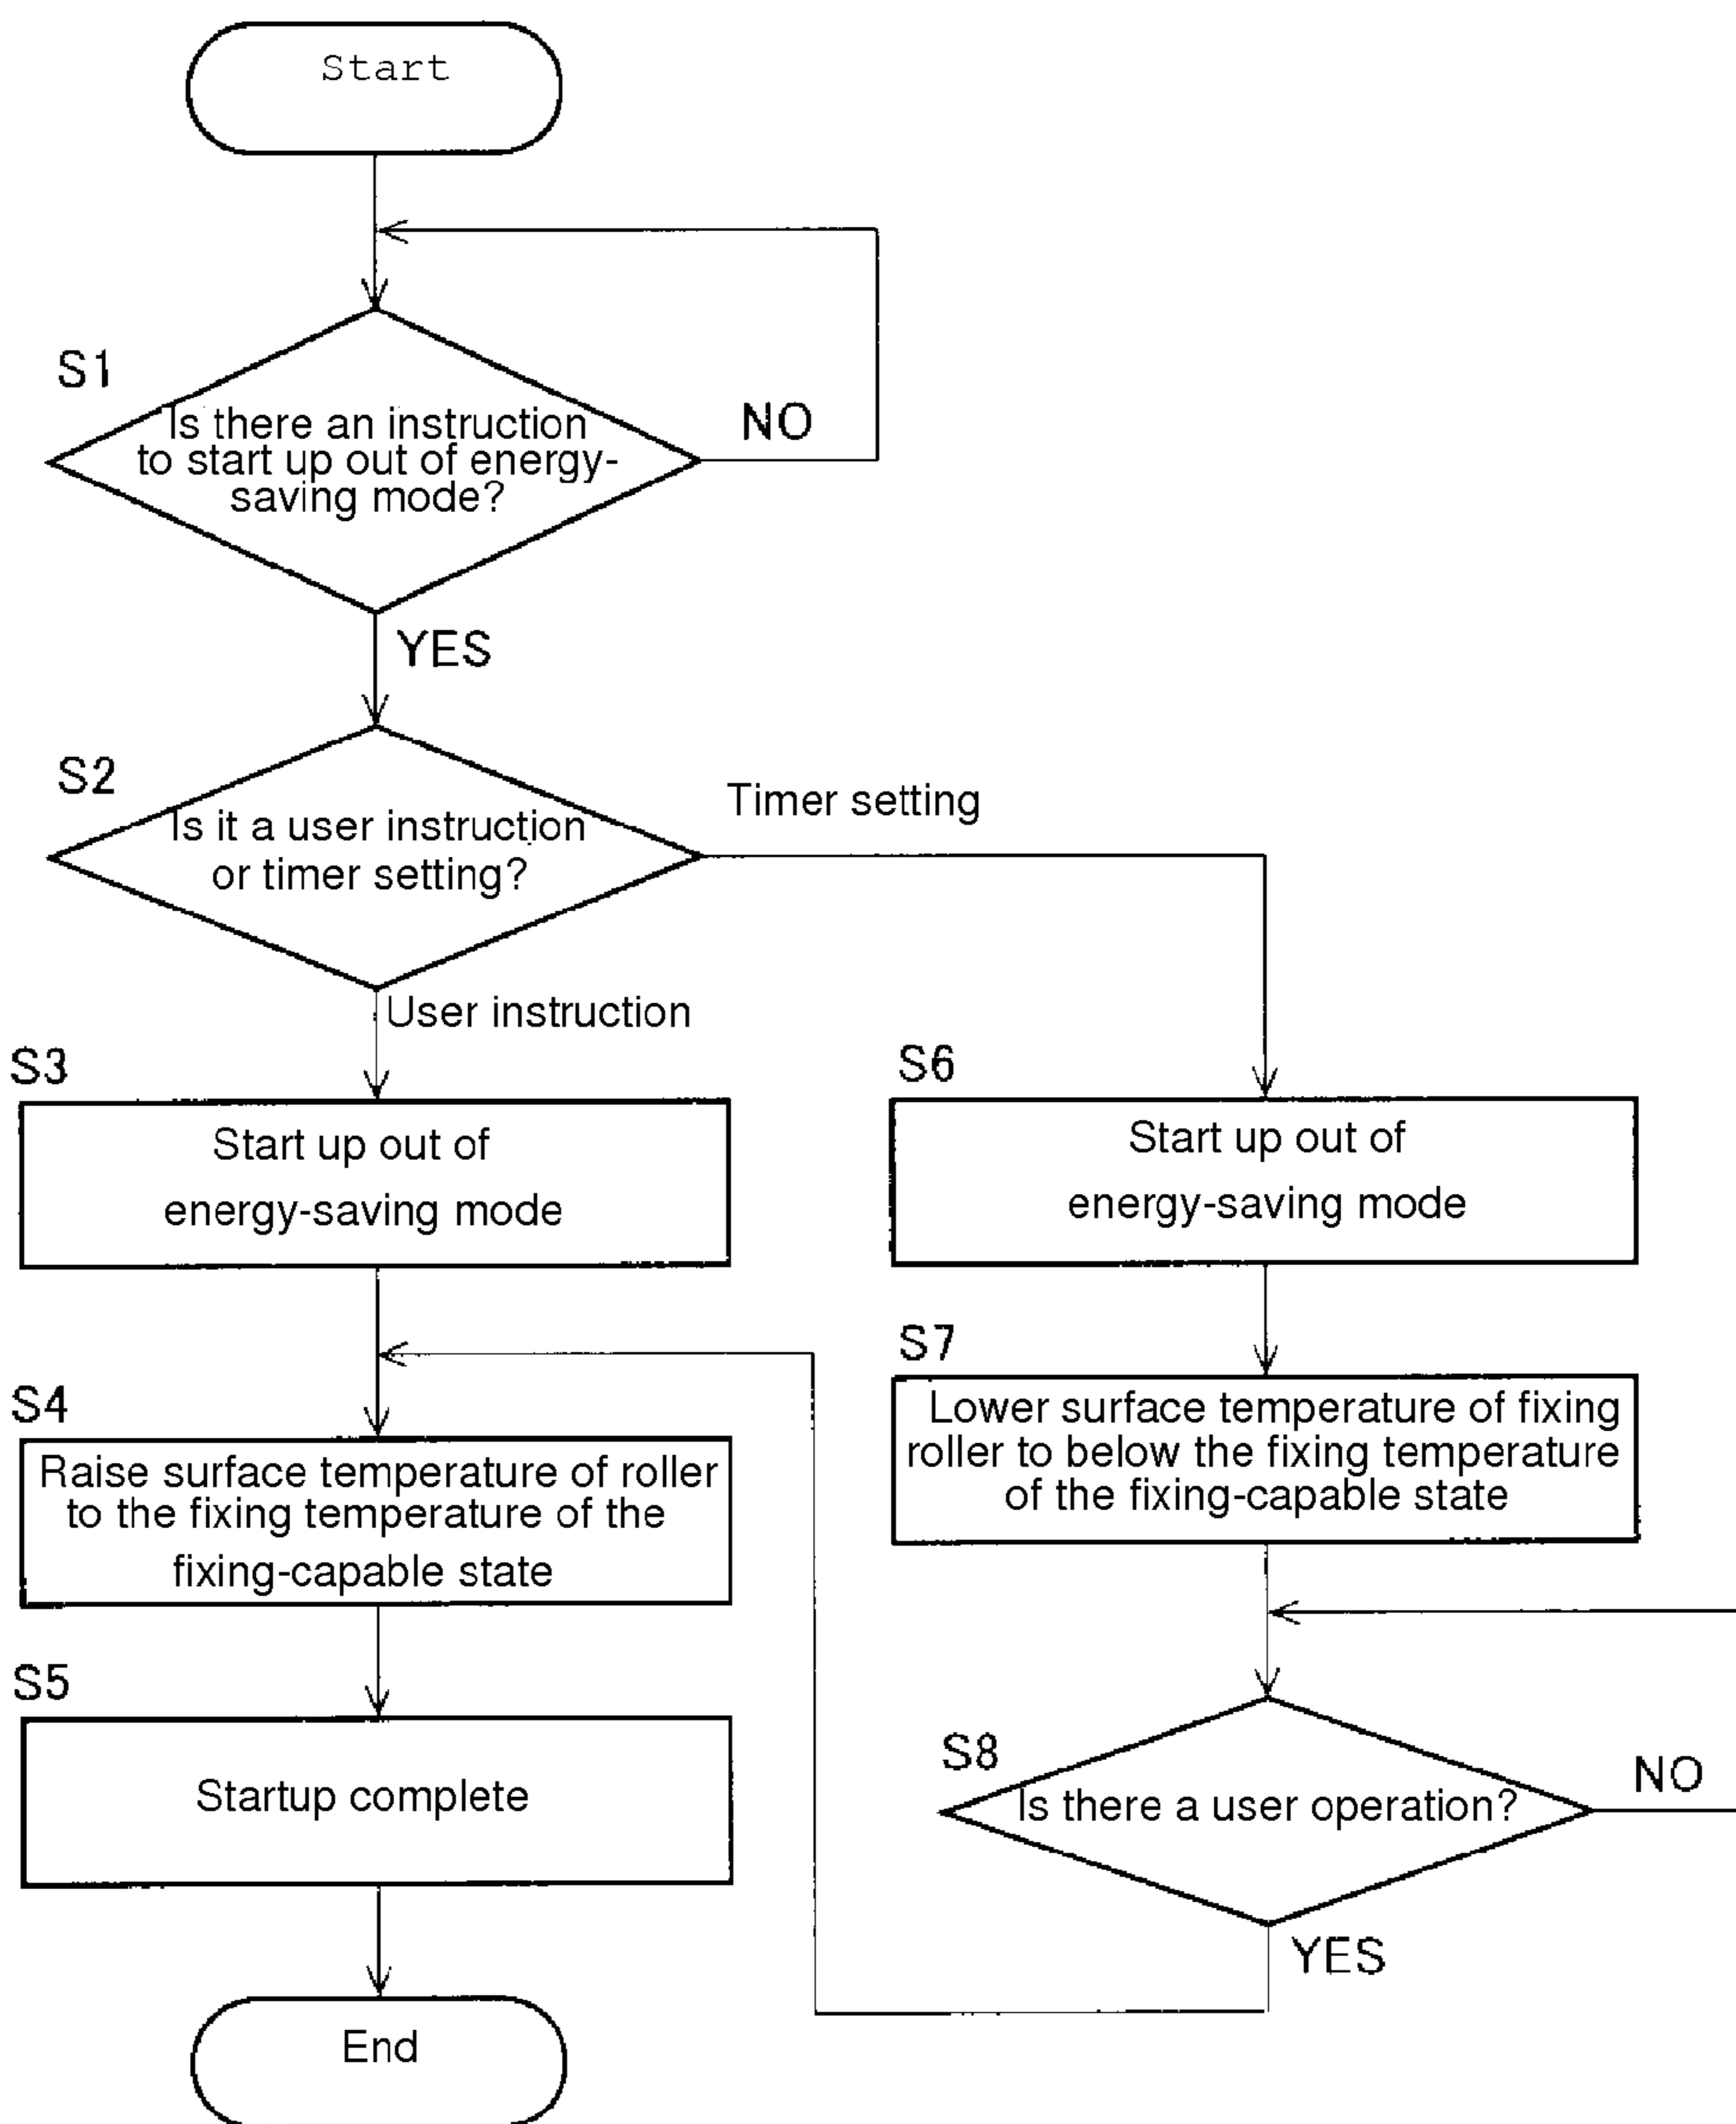 Start
S1
Is there an instruction
to start up out of energy-
saving mode?
NO
YES
S2
Is it a user instruction
or timer setting?
Timer setting
User instruction
S3
Start up out of
energy-saving mode
S4
Raise surface temperature of roller
to the fixing temperature of the
fixing-capable state
S5
Startup complete
End
S6
Start up out of
energy-saving mode
S7
Lower surface temperature of fixing
roller to below the fixing temperature
of the fixing-capable state
S8
Is there a user operation?
NO
YES